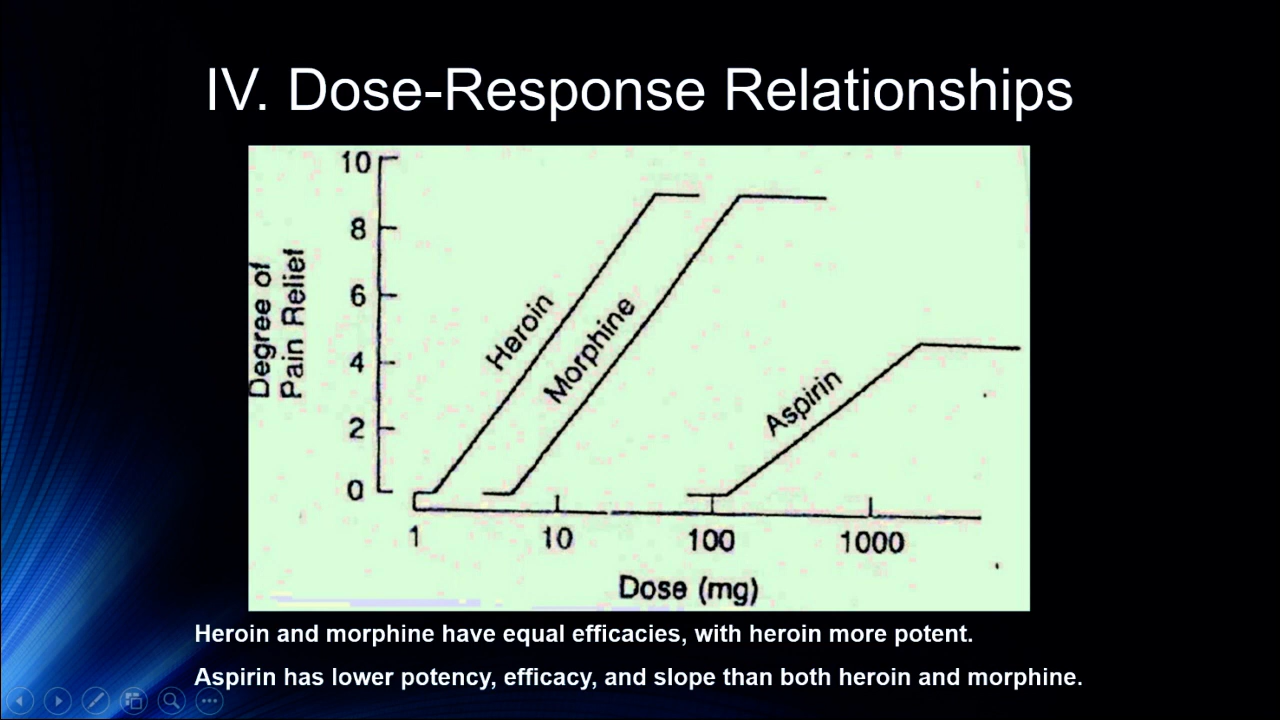 IV. Dose-Response Relationships
10
8
6
4
2
0
Degree of
Pain Relief
Heroin
Morphine
Aspirin
1 10 100 1000
Dose (mg)
Heroin and morphine have equal efficacies, with heroin more potent.
Aspirin has lower potency, efficacy, and slope than both heroin and morphine.